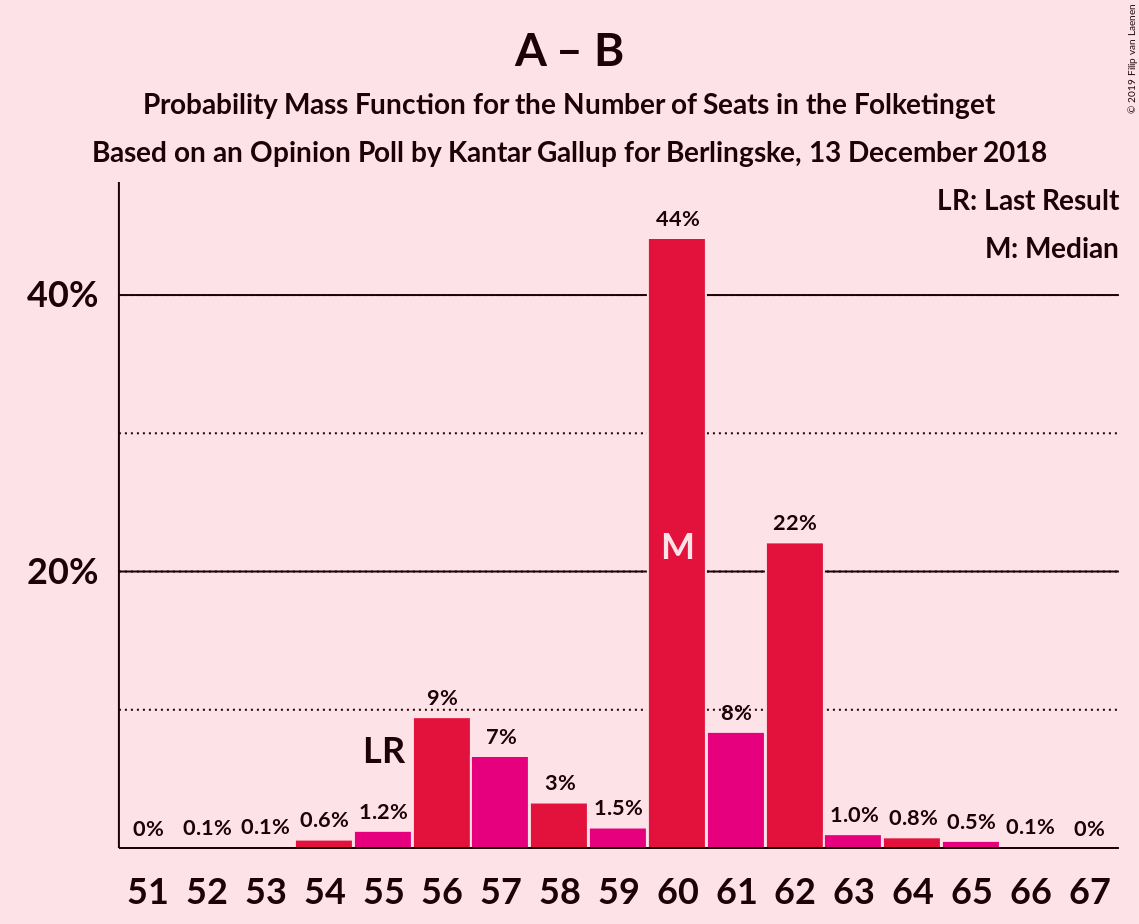 A – B
Probability Mass Function for the Number of Seats in the Folketinget
Based on an Opinion Poll by Kantar Gallup for Berlingske, 13 December 2018
© 2019 Filip van Laenen
LR: Last Result
M: Median
40%
20%
0%
0.1%
0.1%
0.6%
1.2%
9%
7%
3%
1.5%
44%
8%
22%
1.0%
0.8%
0.5%
0.1%
0%
LR
M
51 52 53 54 55 56 57 58 59 60 61 62 63 64 65 66 67